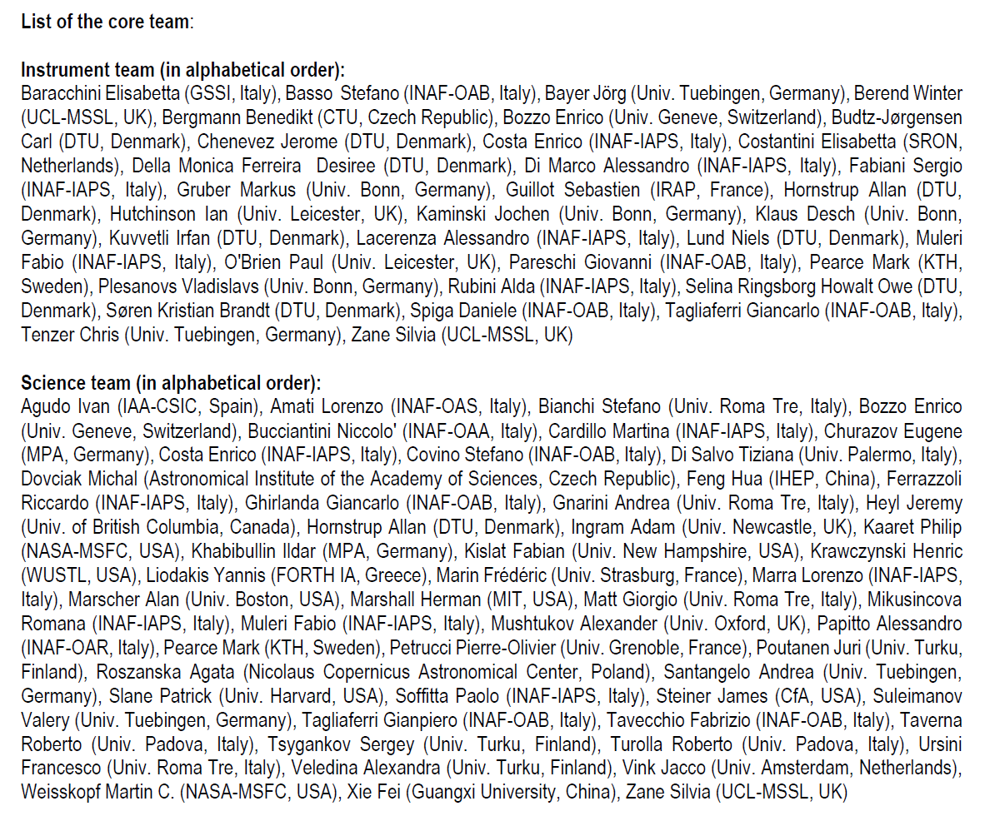 List of the core team:
Instrument team (in alphabetical order):
Baracchini Elisabetta (GSSI, Italy), Basso Stefano (INAF-OAB, Italy), Bayer Jörg (Univ. Tuebingen, Germany), Berend Winter
(UCL-MSSL, UK), Bergmann Benedikt (CTU, Czech Republic), Bozzo Enrico (Univ. Geneve, Switzerland), Budtz-Jørgensen
Carl (DTU, Denmark), Chenevez Jerome (DTU, Denmark), Costa Enrico (INAF-IAPS, Italy), Costantini Elisabetta (SRON,
Netherlands), Della Monica Ferreira Desiree (DTU, Denmark), Di Marco Alessandro (INAF-IAPS, Italy), Fabiani Sergio
(INAF-IAPS, Italy), Gruber Markus (Univ. Bonn, Germany), Guillot Sebastien (IRAP, France), Hornstrup Allan (DTU,
Denmark), Hutchinson Ian (Univ. Leicester, UK), Kaminski Jochen (Univ. Bonn, Germany), Klaus Desch (Univ. Bonn,
Germany), Kuvvetli Irfan (DTU, Denmark), Lacerenza Alessandro (INAF-IAPS, Italy), Lund Niels (DTU, Denmark), Muleri
Fabio (INAF-IAPS, Italy), O'Brien Paul (Univ. Leicester, UK), Pareschi Giovanni (INAF-OAB, Italy), Pearce Mark (KTH,
Sweden), Plesanovs Vladislavs (Univ. Bonn, Germany), Rubini Alda (INAF-IAPS, Italy), Selina Ringsborg Howalt Owe (DTU,
Denmark), Søren Kristian Brandt (DTU, Denmark), Spiga Daniele (INAF-OAB, Italy), Tagliaferri Giancarlo (INAF-OAB, Italy),
Tenzer Chris (Univ. Tuebingen, Germany), Zane Silvia (UCL-MSSL, UK)
Science team (in alphabetical order):
Agudo Ivan (IAA-CSIC, Spain), Amati Lorenzo (INAF-OAS, Italy), Bianchi Stefano (Univ. Roma Tre, Italy), Bozzo Enrico
(Univ. Geneve, Switzerland), Bucciantini Niccolo' (INAF-OAA, Italy), Cardillo Martina (INAF-IAPS, Italy), Churazov Eugene
(MPA, Germany), Costa Enrico (INAF-IAPS, Italy), Covino Stefano (INAF-OAB, Italy), Di Salvo Tiziana (Univ. Palermo, Italy),
Dovciak Michal (Astronomical Institute of the Academy of Sciences, Czech Republic), Feng Hua (IHEP, China), Ferrazzoli
Riccardo (INAF-IAPS, Italy), Ghirlanda Giancarlo (INAF-OAB, Italy), Gnarini Andrea (Univ. Roma Tre, Italy), Heyl Jeremy
(Univ. of British Columbia, Canada), Hornstrup Allan (DTU, Denmark), Ingram Adam (Univ. Newcastle, UK), Kaaret Philip
(NASA-MSFC, USA), Khabibullin Ildar (MPA, Germany), Kislat Fabian (Univ. New Hampshire, USA), Krawczynski Henric
(WUSTL, USA), Liodakis Yannis (FORTH IA, Greece), Marin Frédéric (Univ. Strasburg, France), Marra Lorenzo (INAF-IAPS,
Italy), Marscher Alan (Univ. Boston, USA), Marshall Herman (MIT, USA), Matt Giorgio (Univ. Roma Tre, Italy), Mikusincova
Romana (INAF-IAPS, Italy), Muleri Fabio (INAF-IAPS, Italy), Mushtukov Alexander (Univ. Oxford, UK), Papitto Alessandro
(INAF-OAR, Italy), Pearce Mark (KTH, Sweden), Petrucci Pierre-Olivier (Univ. Grenoble, France), Poutanen Juri (Univ. Turku,
Finland), Roszanska Agata (Nicolaus Copernicus Astronomical Center, Poland), Santangelo Andrea (Univ. Tuebingen,
Germany), Slane Patrick (Univ. Harvard, USA), Soffitta Paolo (INAF-IAPS, Italy), Steiner James (CfA, USA), Suleimanov
Valery (Univ. Tuebingen, Germany), Tagliaferri Gianpiero (INAF-OAB, Italy), Tavecchio Fabrizio (INAF-OAB, Italy), Taverna
Roberto (Univ. Padova, Italy), Tsygankov Sergey (Univ. Turku, Finland), Turolla Roberto (Univ. Padova, Italy), Ursini
Francesco (Univ. Roma Tre, Italy), Veledina Alexandra (Univ. Turku, Finland), Vink Jacco (Univ. Amsterdam, Netherlands),
Weisskopf Martin C. (NASA-MSFC, USA), Xie Fei (Guangxi University, China), Zane Silvia (UCL-MSSL, UK)